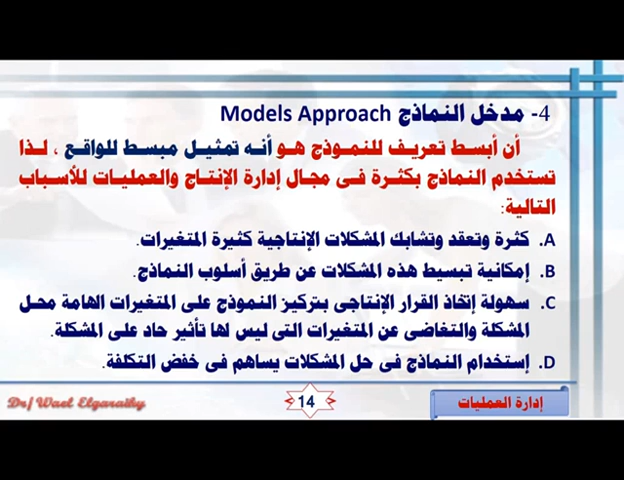 4- مدخل النماذج Models Approach
أن أبسط تعريف للنموذج هو أنه تمثيل مبسط للواقع ، لذا
تستخدم النماذج بكثرة فى مجال إدارة الإنتاج والعمليات للأسباب
التالية:
A. كثرة وتعقد وتشابك المشكلات الإنتاجية كثيرة المتغيرات.
B. إمكانية تبسيط هذه المشكلات عن طريق أسلوب النماذج.
C. سهولة إتخاذ القرار الإنتاجى بتركيز النموذج على المتغيرات الهامة محل
المشكلة والتغاضى عن المتغيرات التى ليس لها تأثير حاد على المشكلة.
D. إستخدام النماذج فى حل المشكلات يساهم فى خفض التكلفة.
إدارة العمليات
14
Dr/ Wael Elgaraihy